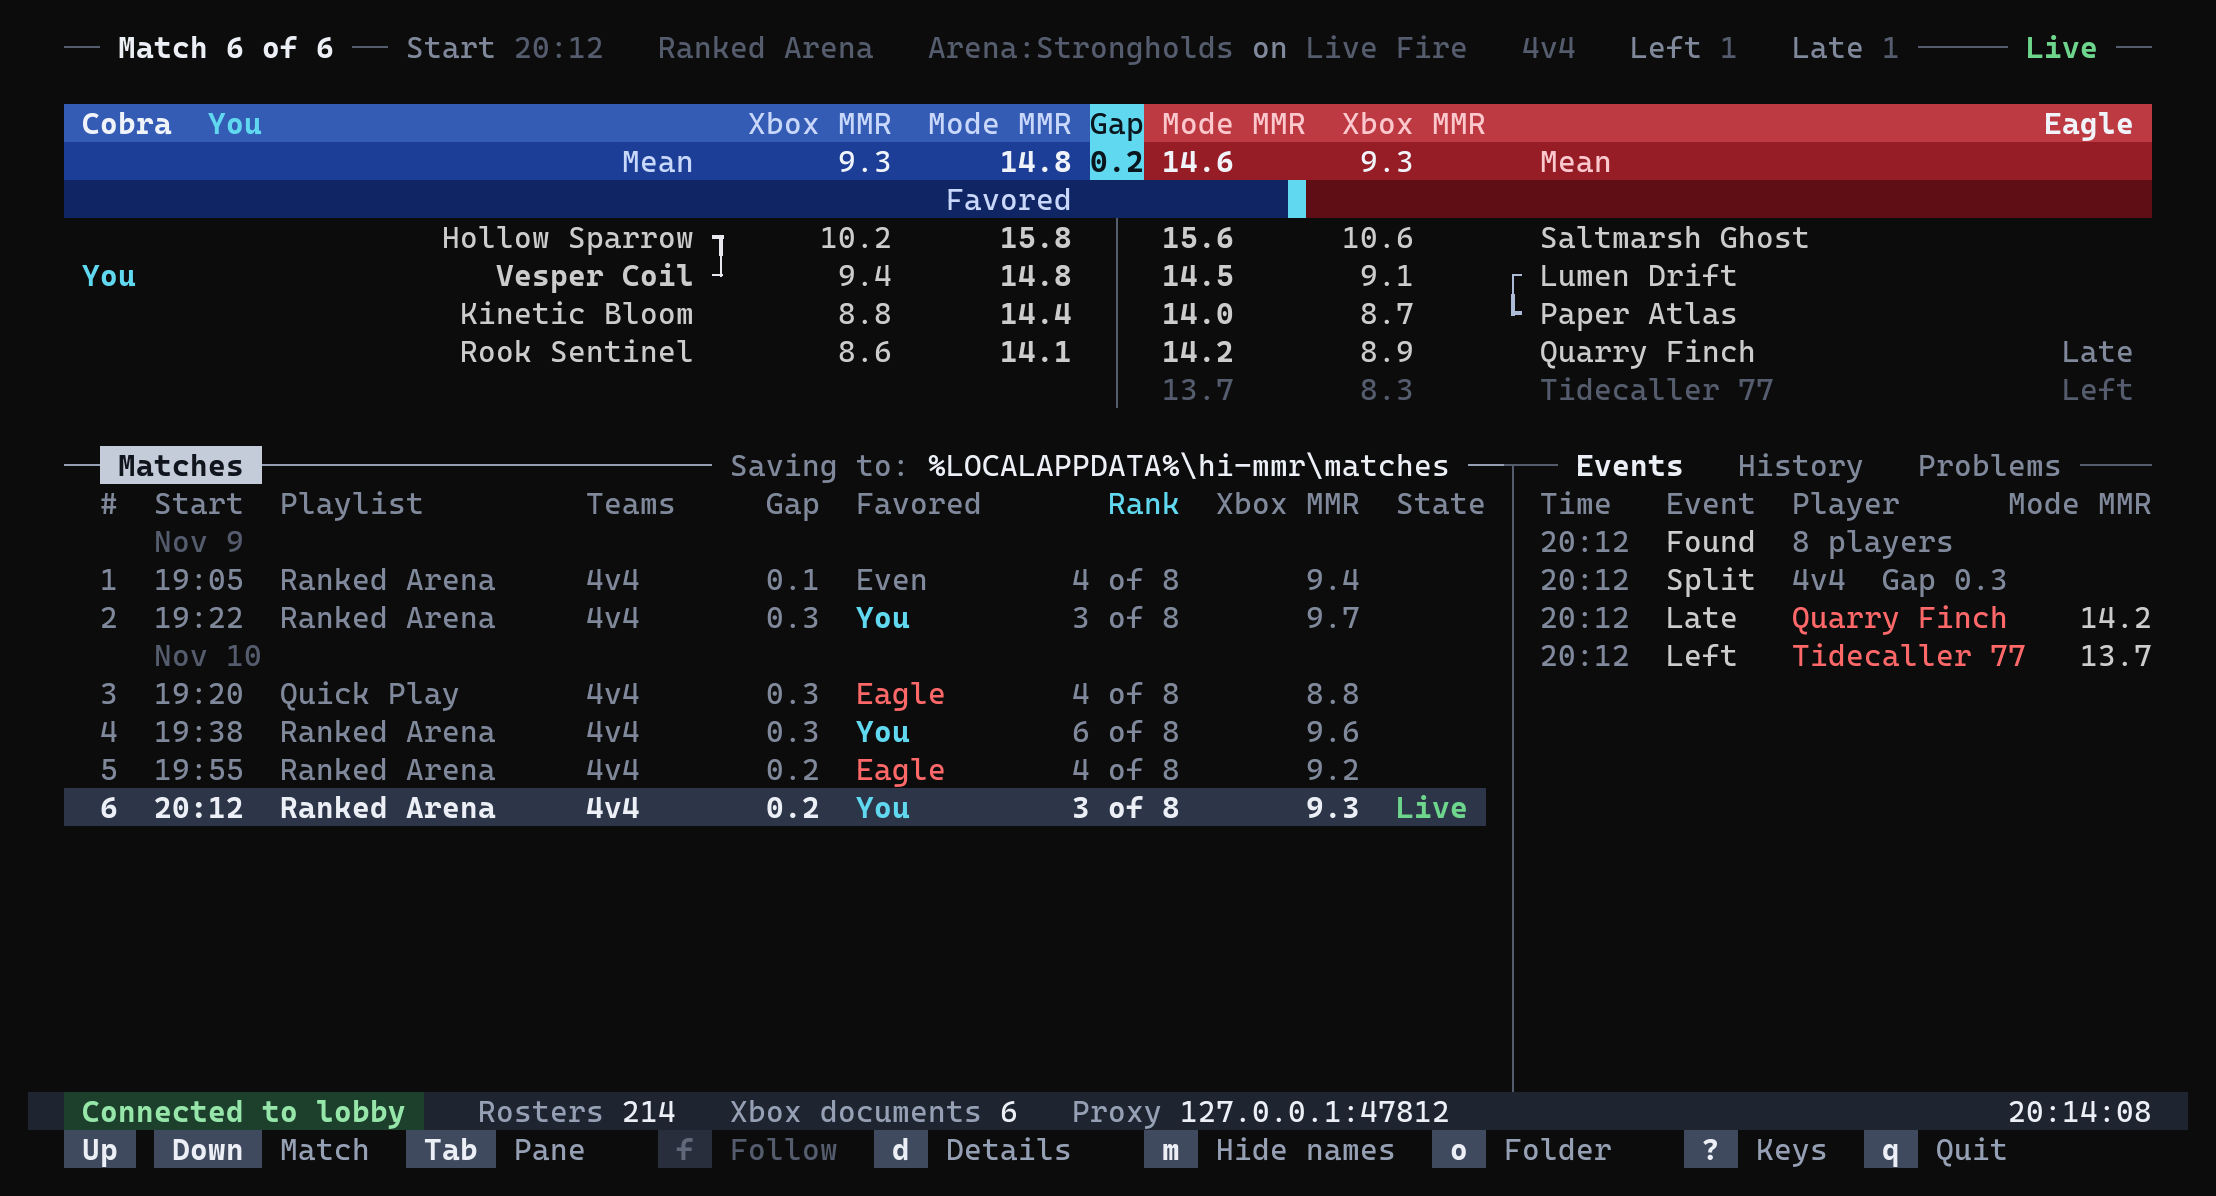 Match 6 of 6 Start 20:12 Ranked Arena Arena:Strongholds on Live Fire 4v4 Left 1 Late 1 Live
Cobra You Xbox MMR Mode MMR Gap Mode MMR Xbox MMR Eagle
Mean 9.3 14.8 0.2 14.6 9.3 Mean
Favored
Hollow Sparrow 10.2 15.8 15.6 10.6 Saltmarsh Ghost
You Vesper Coil 9.4 14.8 14.5 9.1 Lumen Drift
Kinetic Bloom 8.8 14.4 14.0 8.7 Paper Atlas
Rook Sentinel 8.6 14.1 14.2 8.9 Quarry Finch Late
13.7 8.3 Tidecaller 77 Left
Matches Saving to: %LOCALAPPDATA%\hi-mmr\matches Events History Problems
# Start Playlist Teams Gap Favored Rank Xbox MMR State Time Event Player Mode MMR
Nov 9 20:12 Found 8 players
1 19:05 Ranked Arena 4v4 0.1 Even 4 of 8 9.4 20:12 Split 4v4 Gap 0.3
2 19:22 Ranked Arena 4v4 0.3 You 3 of 8 9.7 20:12 Late Quarry Finch 14.2
Nov 10 20:12 Left Tidecaller 77 13.7
3 19:20 Quick Play 4v4 0.3 Eagle 4 of 8 8.8
4 19:38 Ranked Arena 4v4 0.3 You 6 of 8 9.6
5 19:55 Ranked Arena 4v4 0.2 Eagle 4 of 8 9.2
6 20:12 Ranked Arena 4v4 0.2 You 3 of 8 9.3 Live
Connected to lobby Rosters 214 Xbox documents 6 Proxy 127.0.0.1:47812 20:14:08
Up Down Match Tab Pane f Follow d Details m Hide names o Folder ? Keys q Quit